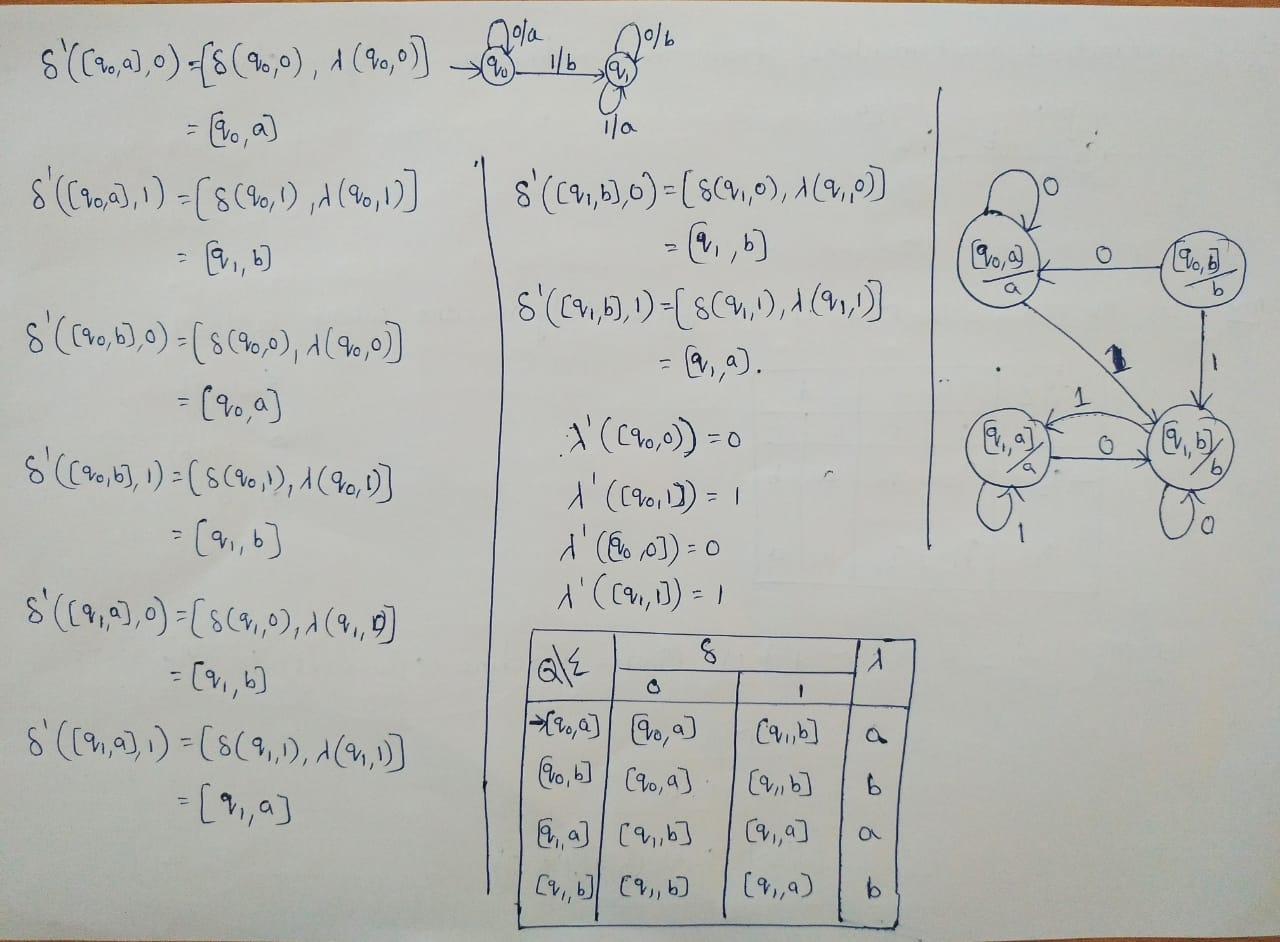 δ'([q₀,a],0) = [δ(q₀,0), λ(q₀,0)]
= [q₀,a]
δ'([q₀,a],1) = [δ(q₀,1), λ(q₀,1)]
= [q₁,b]
δ'([q₀,b],0) = [δ(q₀,0), λ(q₀,0)]
= [q₀,a]
δ'([q₀,b],1) = [δ(q₀,1), λ(q₀,1)]
= [q₁,b]
δ'([q₁,a],0) = [δ(q₁,0), λ(q₁,0)]
= [q₁,b]
δ'([q₁,a],1) = [δ(q₁,1), λ(q₁,1)]
= [q₁,a]
0/a
0/b
q₀ 1/b q₁
1/a
δ'([q₁,b],0) = [δ(q₁,0), λ(q₁,0)]
= [q₁,b]
δ'([q₁,b],1) = [δ(q₁,1), λ(q₁,1)]
= [q₁,a].
λ'([q₀,0)) = 0
λ'([q₀,1]) = 1
λ'([q₀,0]) = 0
λ'([q₁,1]) = 1
Q\Σ δ λ
0 1
→[q₀,a] [q₀,a] [q₁,b] a
[q₀,b] [q₀,a] [q₁,b] b
[q₁,a] [q₁,b] [q₁,a] a
[q₁,b] [q₁,b] [q₁,a) b
0
[q₀,a]/a 0 [q₀,b]/b
1 1
1
[q₁,a]/a 0 [q₁,b]/b
1 0